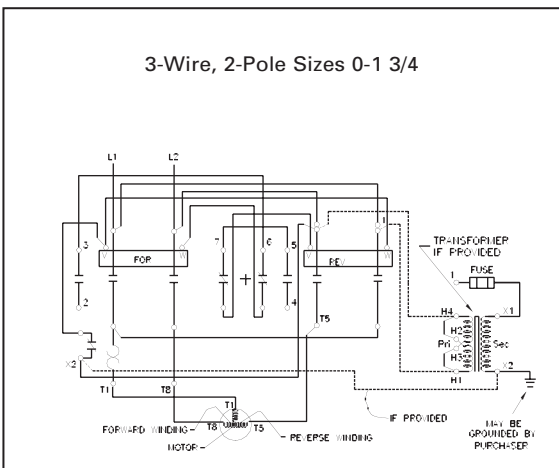 3-Wire, 2-Pole Sizes 0-1 3/4
L1 L2
3 V FOR W 7 6 5 V REV W 1
2 4 T5
TRANSFORMER
IF PROVIDED
1 FUSE
H4 X1
H2
Pri Sec
H3
H1 X2
X2
T1 T8
T1
T8 T5
FORWARD WINDING
MOTOR
REVERSE WINDING
IF PROVIDED
MAY BE
GROUNDED BY
PURCHASER